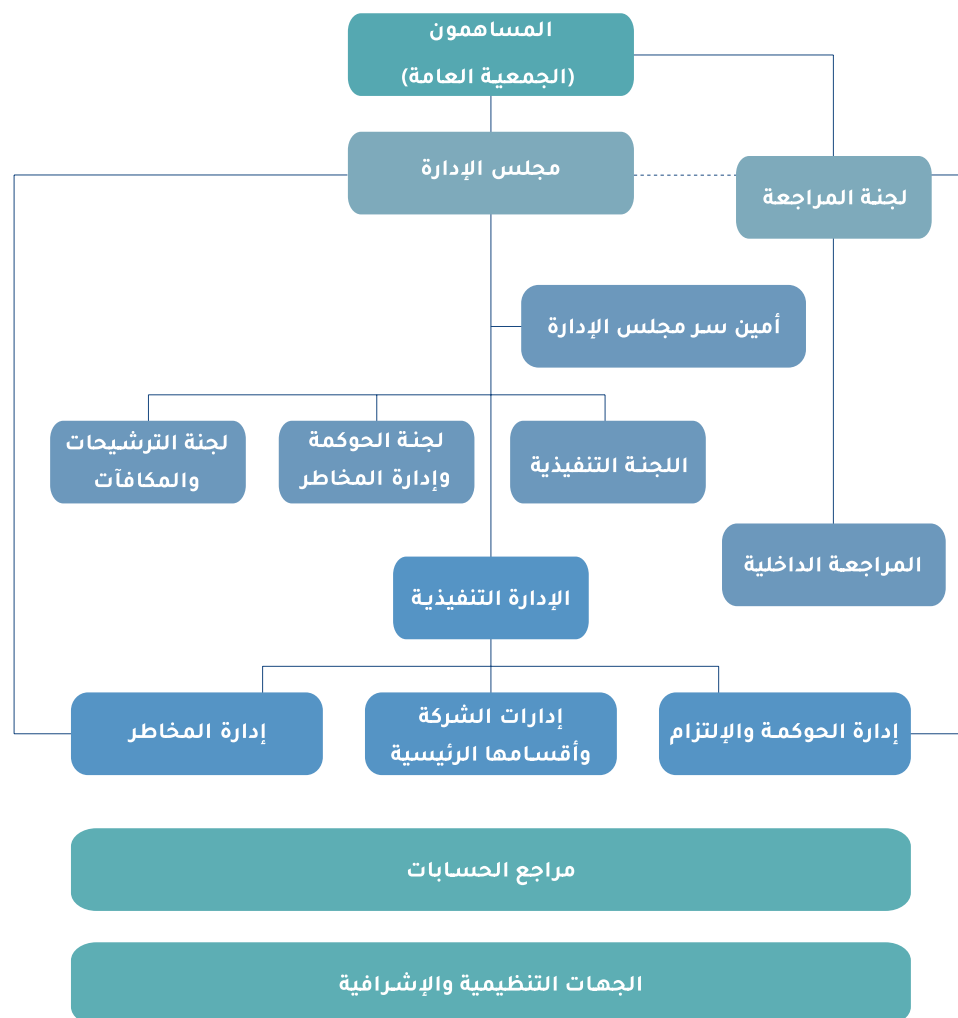 المساهمون
(الجمعية العامة)
مجلس الإدارة
لجنة المراجعة
أمين سر مجلس الإدارة
اللجنة التنفيذية
لجنة الحوكمة
وإدارة المخاطر
لجنة الترشيحات
والمكافآت
المراجعة الداخلية
الإدارة التنفيذية
إدارة الحوكمة والإلتزام
إدارات الشركة
وأقسامها الرئيسية
إدارة المخاطر
مراجع الحسابات
الجهات التنظيمية والإشرافية